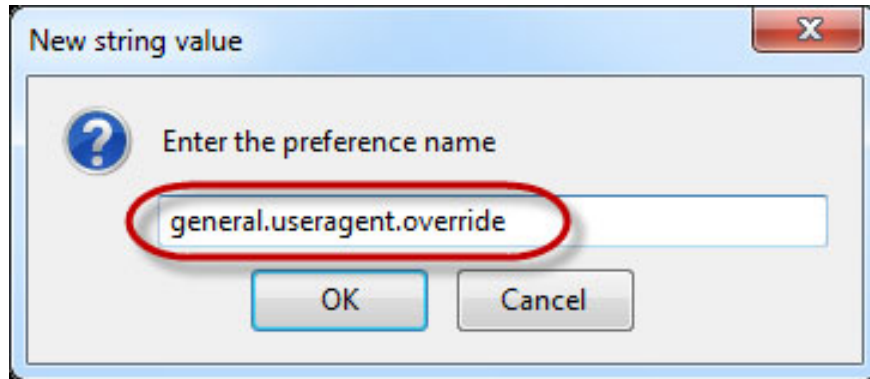 New string value
Enter the preference name
general.useragent.override
OK
Cancel